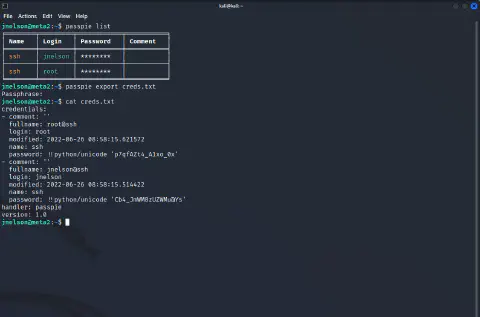 kali@kali:~
File Actions Edit View Help
jnelson@meta2:~$ passpie list
Name Login Password Comment
ssh jnelson ********
ssh root ********
jnelson@meta2:~$ passpie export creds.txt
Passphrase:
jnelson@meta2:~$ cat creds.txt
credentials:
- comment: ''
fullname: root@ssh
login: root
modified: 2022-06-26 08:58:15.621572
name: ssh
password: !!python/unicode
- comment: ''
fullname: jnelson@ssh
login: jnelson
modified: 2022-06-26 08:58:15.514422
name: ssh
password: !!python/unicode
handler: passpie
version: 1.0
jnelson@meta2:~$